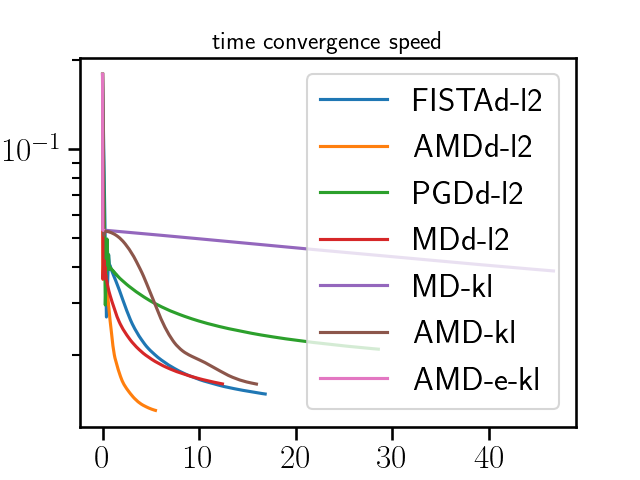 time convergence speed
10⁻¹
FISTAd-l2
AMDd-l2
PGDd-l2
MDd-l2
MD-kl
AMD-kl
AMD-e-kl
0 10 20 30 40